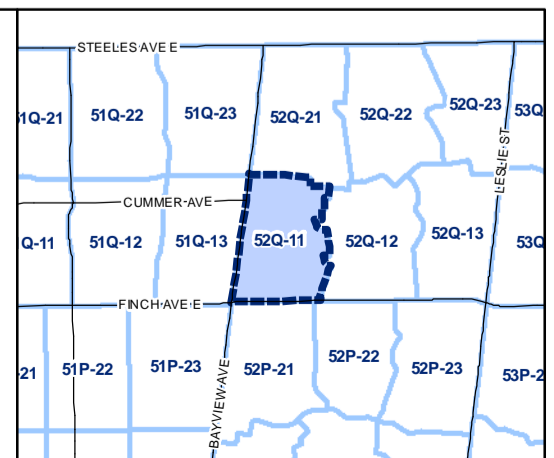 STEELES AVE E
51Q-21
51Q-22
51Q-23
52Q-21
52Q-22
52Q-23
53Q
LESLIE ST
CUMMER AVE
Q-11
51Q-12
51Q-13
52Q-11
52Q-12
52Q-13
53Q
FINCH AVE E
21
51P-22
51P-23
52P-21
52P-22
52P-23
53P-2
BAYVIEW AVE